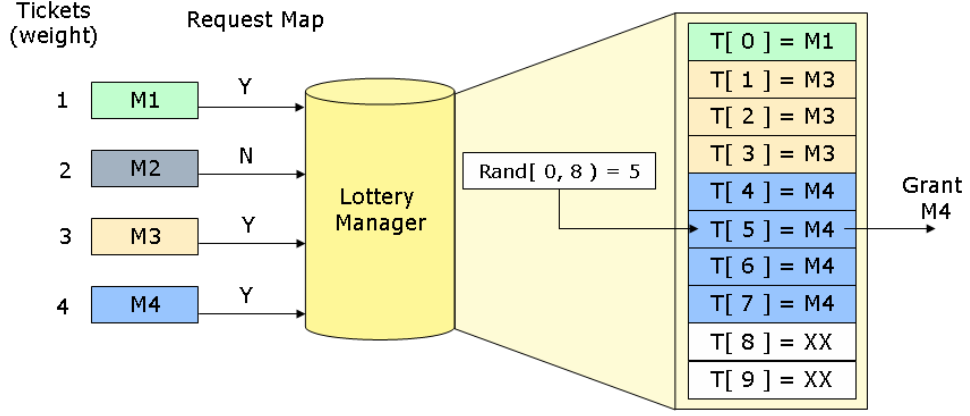 Tickets
(weight)
Request Map
1
M1
Y
2
M2
N
3
M3
Y
4
M4
Y
Lottery
Manager
Rand[ 0, 8 ) = 5
T[ 0 ] = M1
T[ 1 ] = M3
T[ 2 ] = M3
T[ 3 ] = M3
T[ 4 ] = M4
T[ 5 ] = M4
T[ 6 ] = M4
T[ 7 ] = M4
T[ 8 ] = XX
T[ 9 ] = XX
Grant
M4